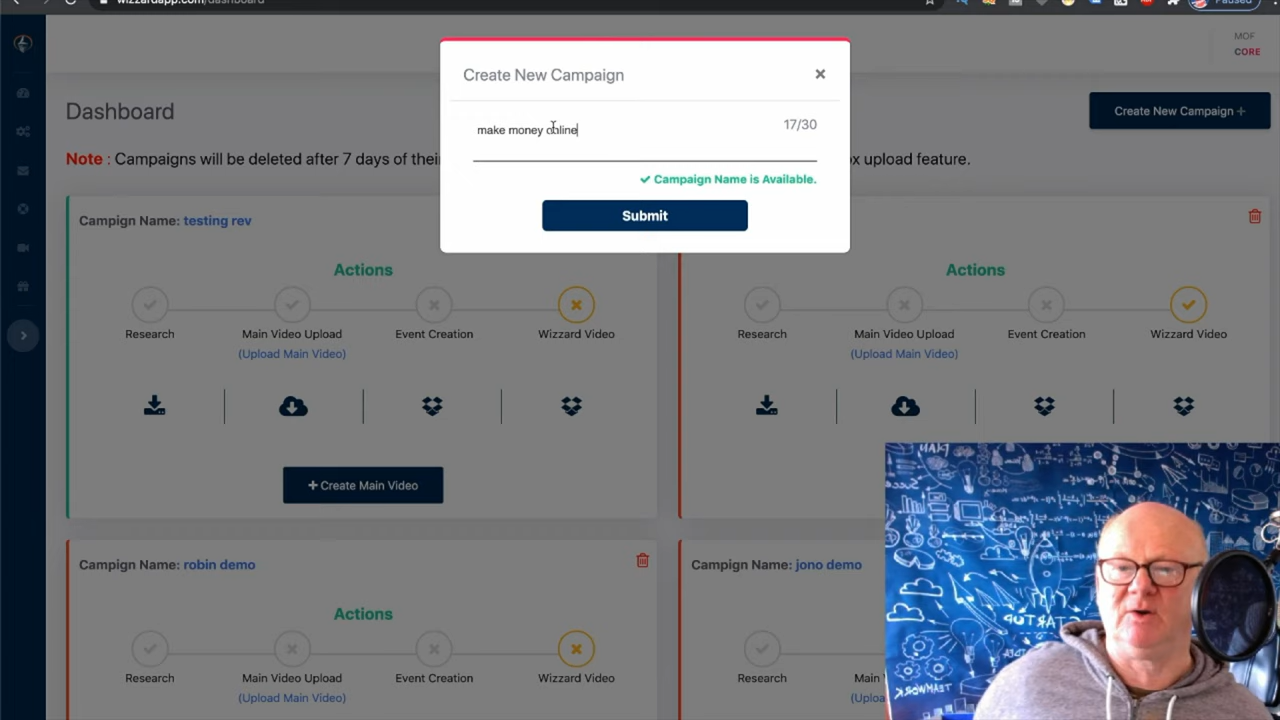 wizzardapp.com/dashboard
Paused
MOF
CORE
Create New Campaign
×
Dashboard
Create New Campaign +
make money online
17/30
Note : Campaigns will be deleted after 7 days of their
x upload feature.
Campaign Name is Available.
Submit
Campign Name: testing rev
Actions
Actions
Research
Main Video Upload
Event Creation
Wizzard Video
Research
Main Video Upload
Event Creation
Wizzard Video
(Upload Main Video)
(Upload Main Video)
+ Create Main Video
Campign Name: robin demo
Campign Name: jono demo
Actions
Research
Main Video Upload
Event Creation
Wizzard Video
Research
Main
(Upload Main Video)
(Up
STARTUP
IDEA
TEAMWORK